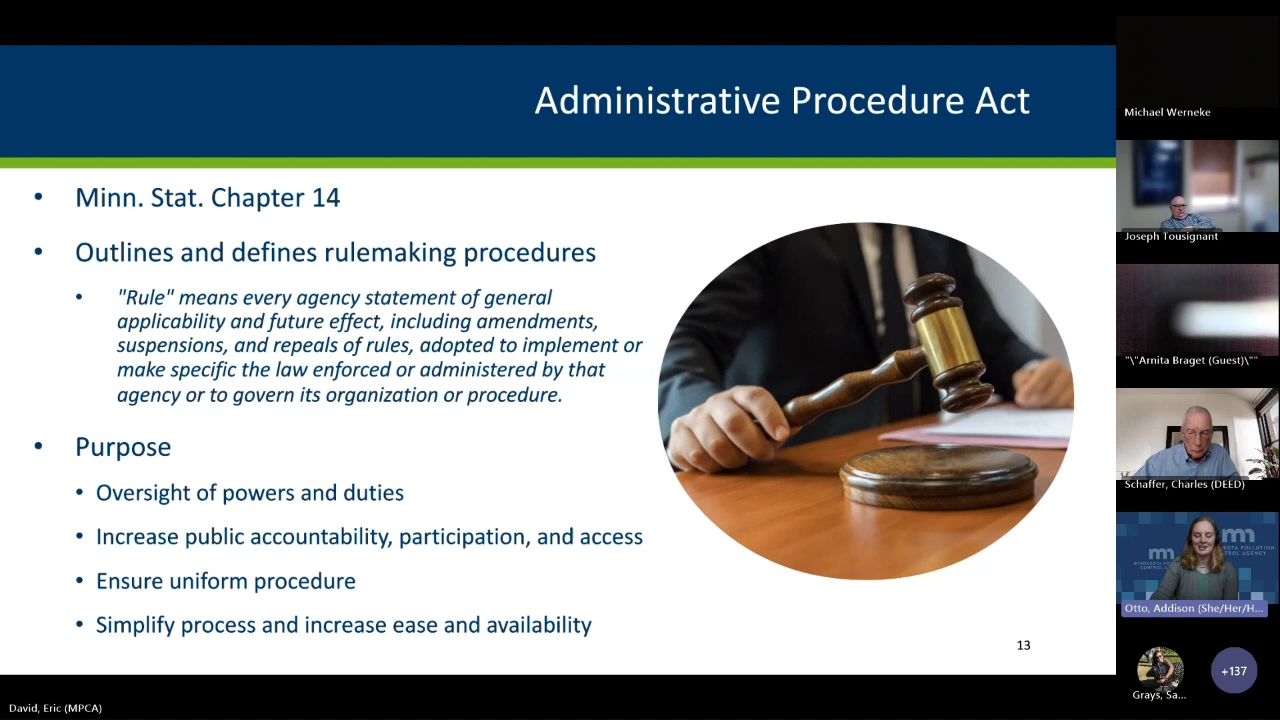 Administrative Procedure Act
• Minn. Stat. Chapter 14
• Outlines and defines rulemaking procedures
• "Rule" means every agency statement of general
applicability and future effect, including amendments,
suspensions, and repeals of rules, adopted to implement or
make specific the law enforced or administered by that
agency or to govern its organization or procedure.
• Purpose
• Oversight of powers and duties
• Increase public accountability, participation, and access
• Ensure uniform procedure
• Simplify process and increase ease and availability
13
David, Eric (MPCA)
Michael Werneke
Joseph Tousignant
"\"Arnita Braget (Guest)\""
Schaffer, Charles (DEED)
Otto, Addison (She/Her/H...
Grays, Sa...
+137